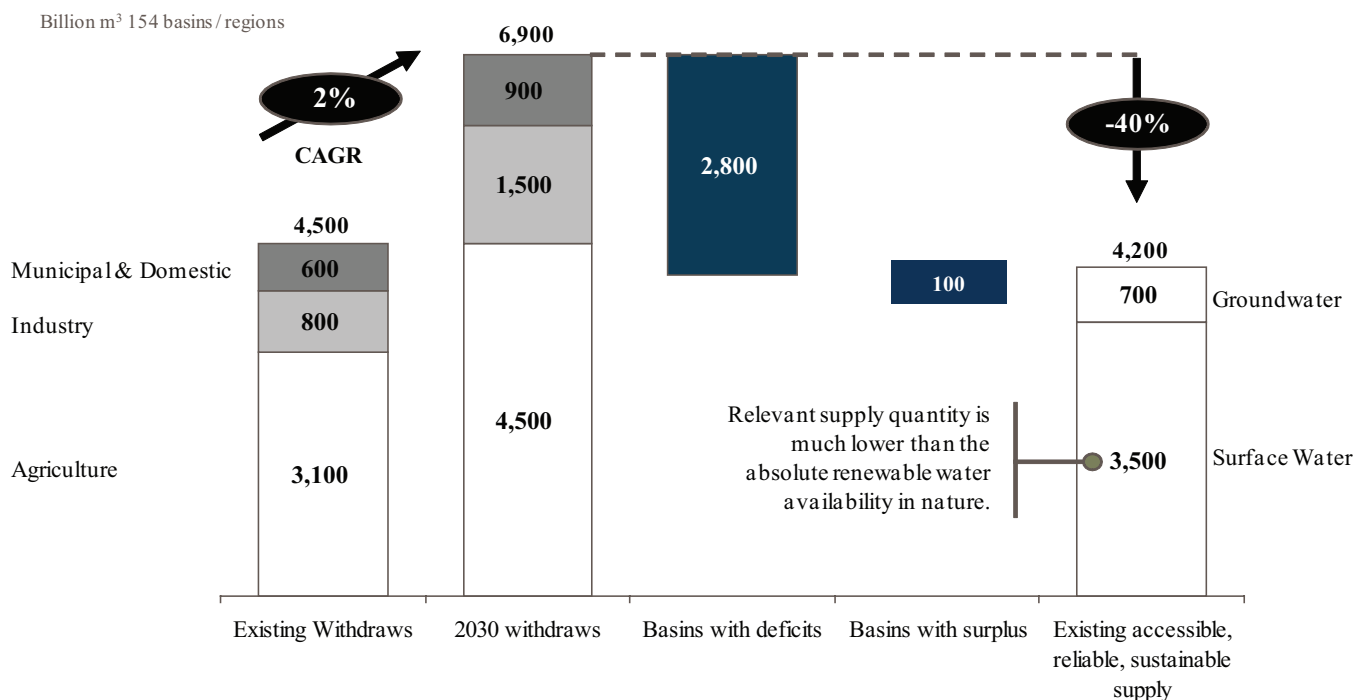 Billion m³ 154 basins / regions
6,900
2%
CAGR
900
1,500
4,500
2,800
-40%
4,500
600
800
3,100
Municipal & Domestic
Industry
Agriculture
100
4,200
700
3,500
Groundwater
Surface Water
Relevant supply quantity is
much lower than the
absolute renewable water
availability in nature.
Existing Withdraws
2030 withdraws
Basins with deficits
Basins with surplus
Existing accessible,
reliable, sustainable
supply